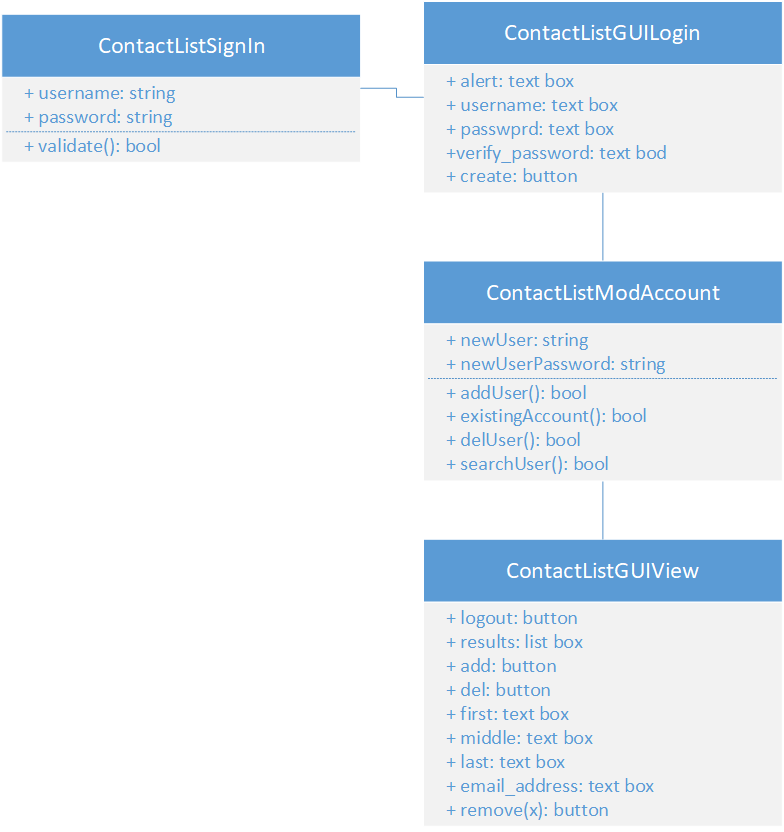 ContactListSignIn
+ username: string
+ password: string
+ validate(): bool
ContactListGUILogin
+ alert: text box
+ username: text box
+ passwprd: text box
+verify_password: text bod
+ create: button
ContactListModAccount
+ newUser: string
+ newUserPassword: string
+ addUser(): bool
+ existingAccount(): bool
+ delUser(): bool
+ searchUser(): bool
ContactListGUIView
+ logout: button
+ results: list box
+ add: button
+ del: button
+ first: text box
+ middle: text box
+ last: text box
+ email_address: text box
+ remove(x): button